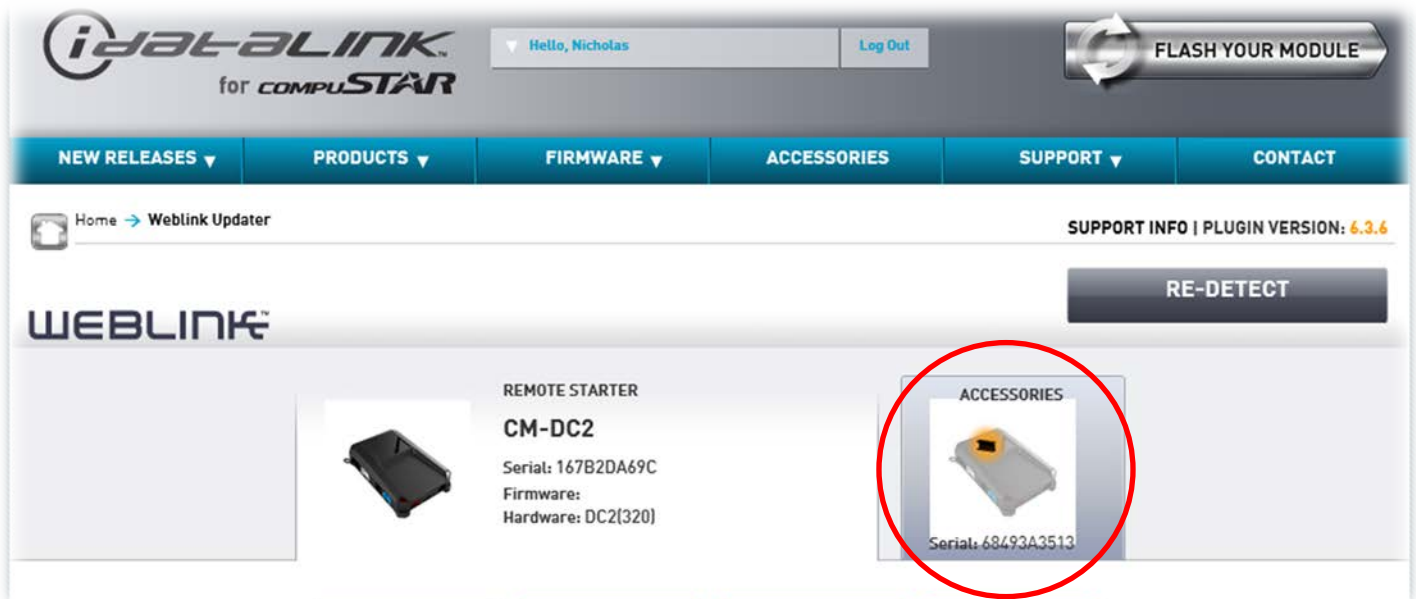 idatalink™
for compuSTAR
Hello, Nicholas
Log Out
FLASH YOUR MODULE
NEW RELEASES
PRODUCTS
FIRMWARE
ACCESSORIES
SUPPORT
CONTACT
Home → Weblink Updater
SUPPORT INFO | PLUGIN VERSION: 6.3.6
RE-DETECT
WEBLINK™
REMOTE STARTER
CM-DC2
Serial: 167B2DA69C
Firmware:
Hardware: DC2(320)
ACCESSORIES
Serial: 68493A3513